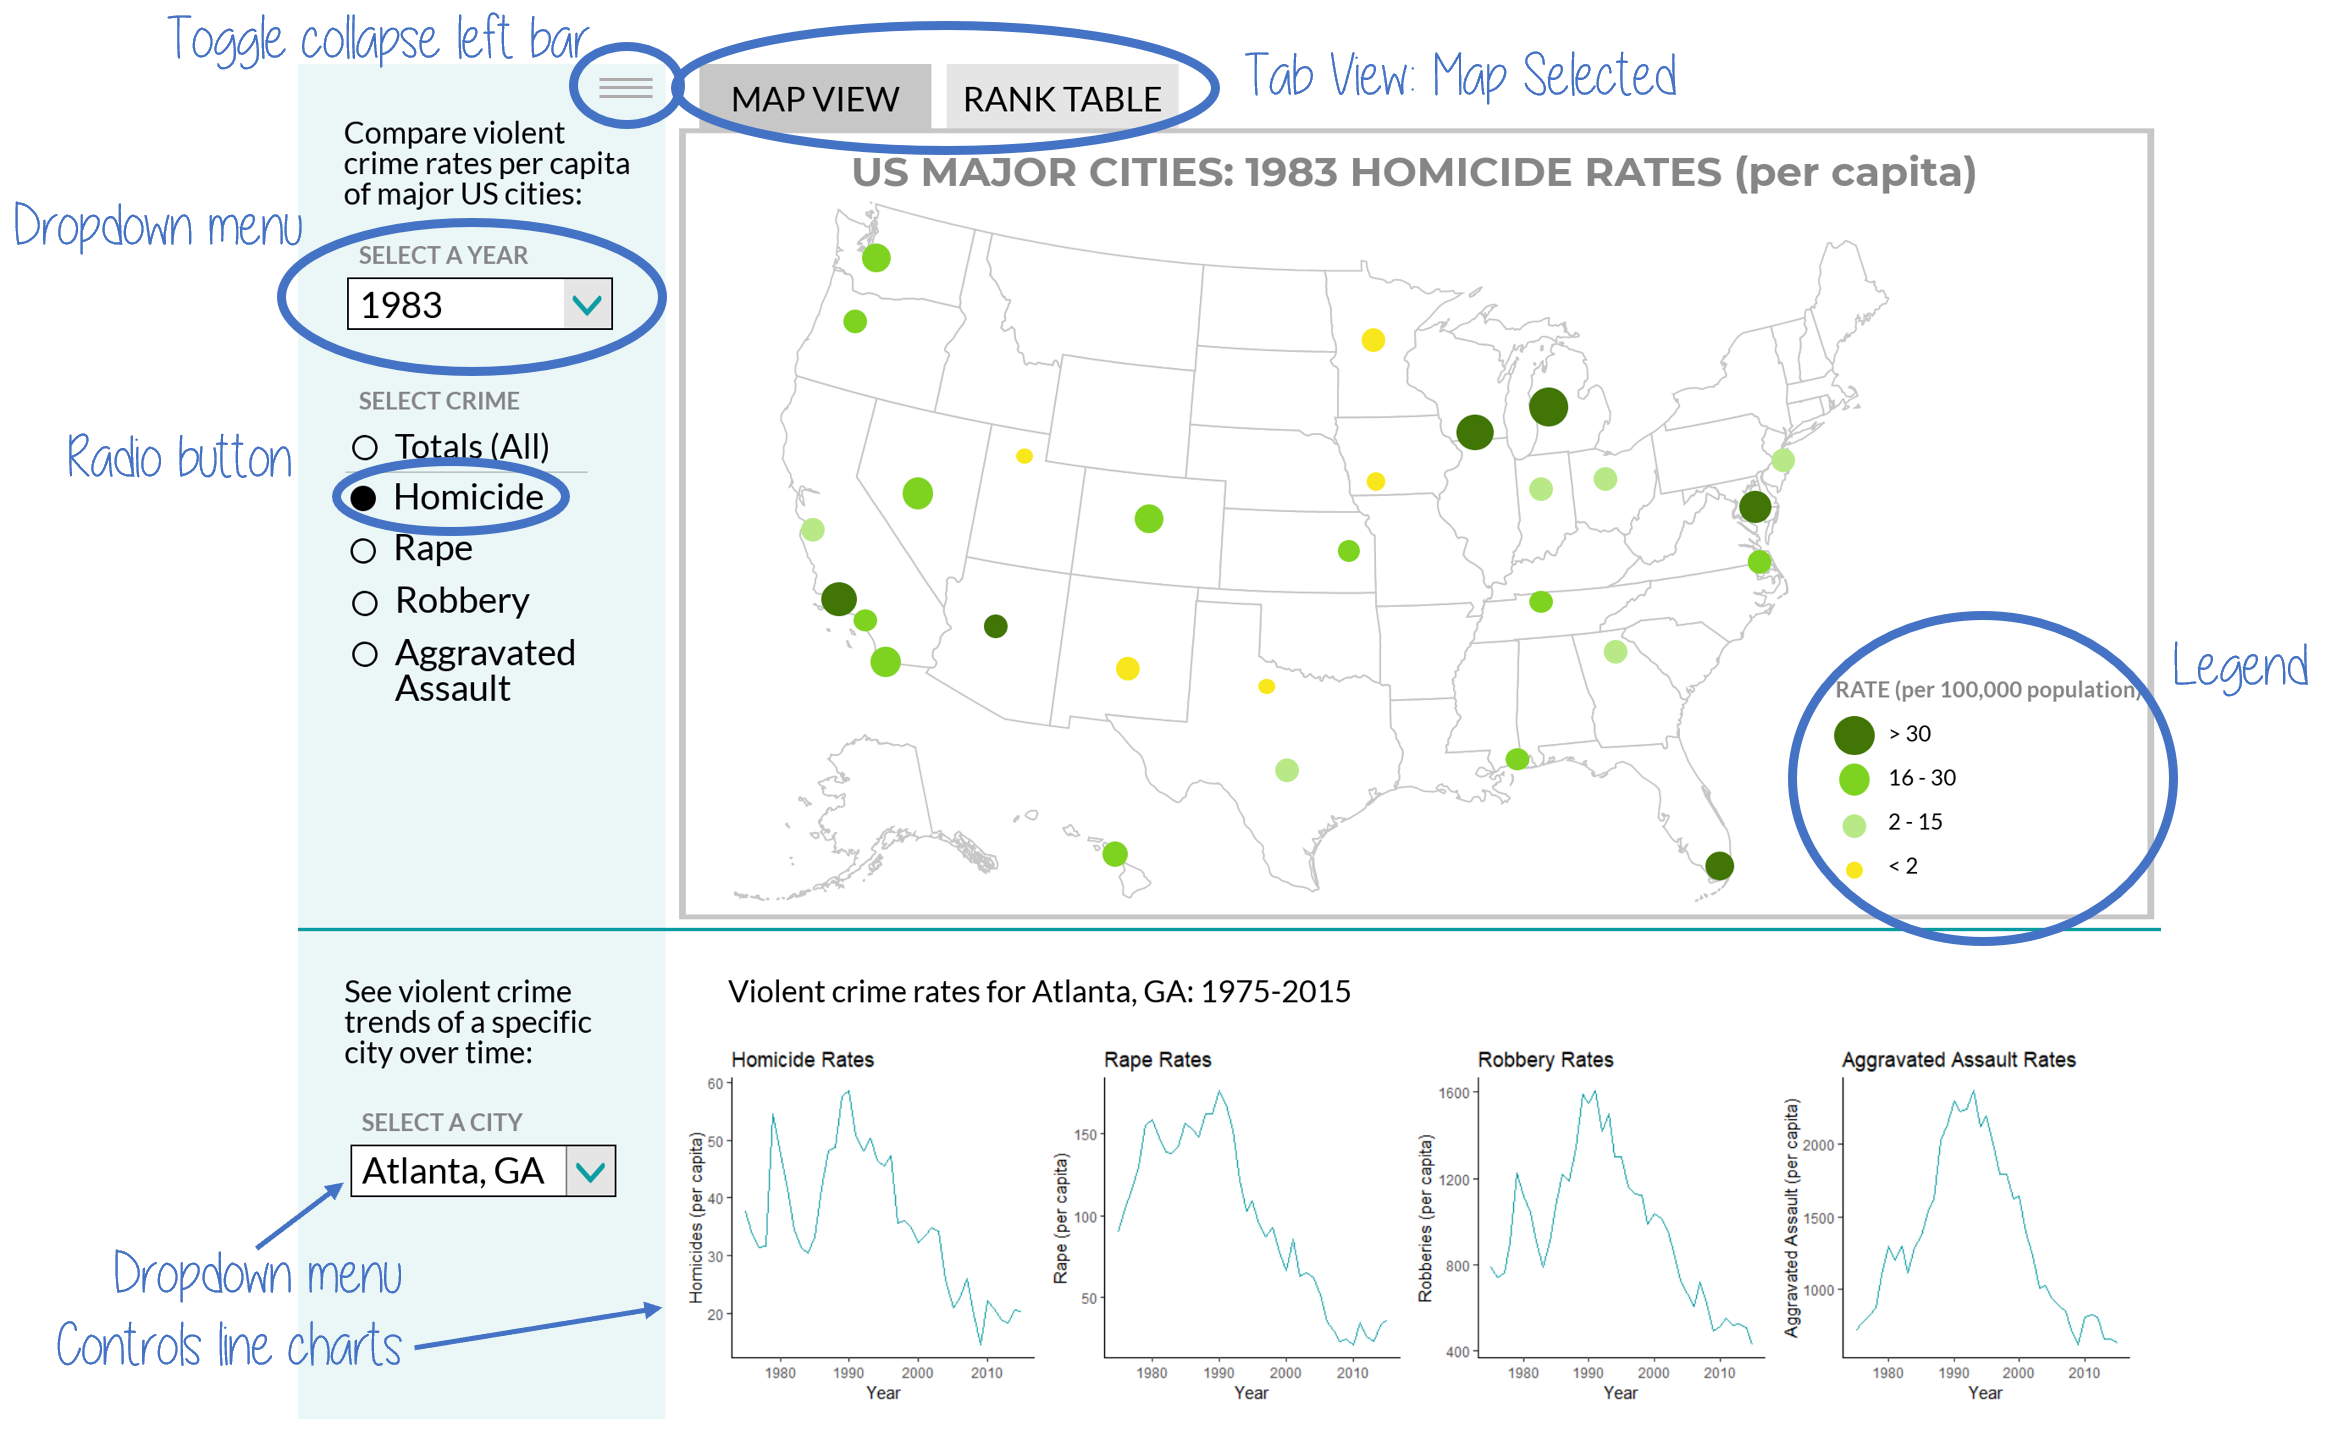 Toggle collapse left bar
MAP VIEW
RANK TABLE
Tab View: Map Selected
Compare violent
crime rates per capita
of major US cities:
Dropdown menu
SELECT A YEAR
1983
SELECT CRIME
Totals (All)
Radio button
Homicide
Rape
Robbery
Aggravated
Assault
US MAJOR CITIES: 1983 HOMICIDE RATES (per capita)
Legend
RATE (per 100,000 population)
> 30
16 - 30
2 - 15
< 2
See violent crime
trends of a specific
city over time:
SELECT A CITY
Atlanta, GA
Dropdown menu
Controls line charts
Violent crime rates for Atlanta, GA: 1975-2015
Homicide Rates
Homicides (per capita)
60
50
40
30
20
1980 1990 2000 2010
Year
Rape Rates
Rape (per capita)
150
100
50
1980 1990 2000 2010
Year
Robbery Rates
Robberies (per capita)
1600
1200
800
400
1980 1990 2000 2010
Year
Aggravated Assault Rates
Aggravated Assault (per capita)
2000
1500
1000
1980 1990 2000 2010
Year